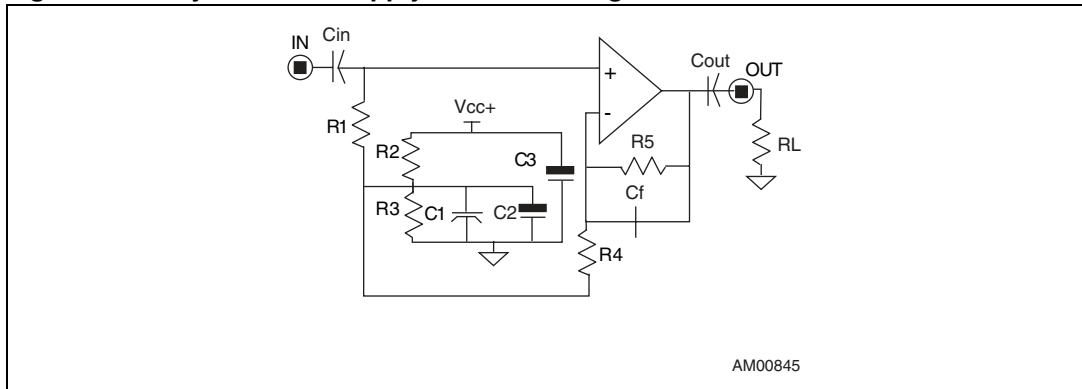 IN
Cin
Cout
OUT
+
-
Vcc+
R1
R2
C3
R5
RL
Cf
R3
C1
C2
R4
AM00845